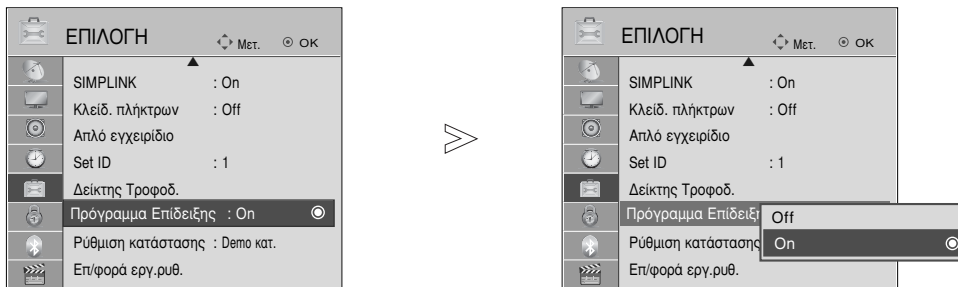 ΕΠΙΛΟΓΗ Μετ. OK
SIMPLINK : On
Κλείδ. πλήκτρων : Off
Απλό εγχειρίδιο
Set ID : 1
Δείκτης Τροφοδ.
Πρόγραμμα Επίδειξης : On
Ρύθμιση κατάστασης : Demo κατ.
Επ/φορά εργ.ρυθ.
ΕΠΙΛΟΓΗ Μετ. OK
SIMPLINK : On
Κλείδ. πλήκτρων : Off
Απλό εγχειρίδιο
Set ID : 1
Δείκτης Τροφοδ.
Πρόγραμμα Επίδειξη Off
Ρύθμιση κατάστασης On
Επ/φορά εργ.ρυθ.